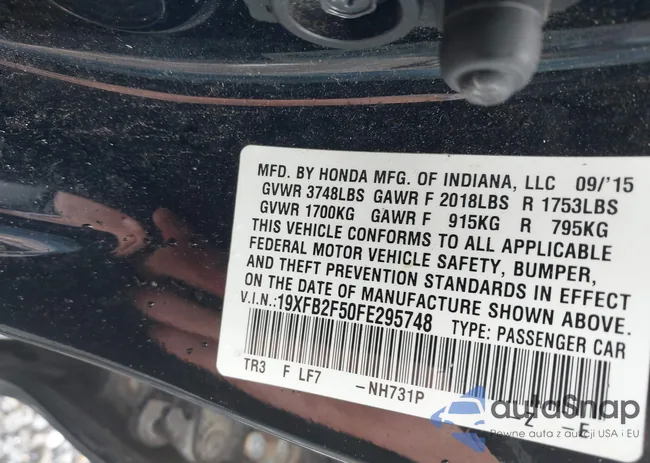 MFD. BY HONDA MFG. OF INDIANA, LLC 09/'15
GVWR 3748LBS GAWR F 2018LBS R 1753LBS
GVWR 1700KG GAWR F 915KG R 795KG
THIS VEHICLE CONFORMS TO ALL APPLICABLE
FEDERAL MOTOR VEHICLE SAFETY, BUMPER,
AND THEFT PREVENTION STANDARDS IN EFFECT
ON THE DATE OF MANUFACTURE SHOWN ABOVE.
V.I.N.:19XFB2F50FE295748 TYPE: PASSENGER CAR
TR3 F LF7 -NH731P 2 -E
autoSnap
Pewne auta z aukcji USA i EU